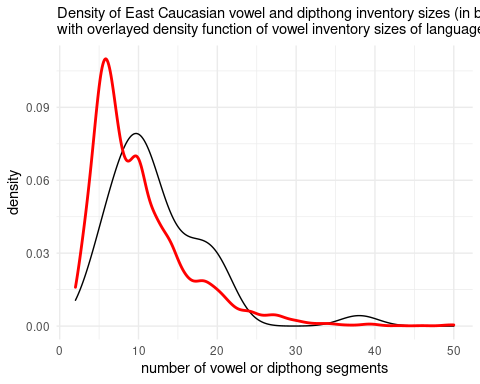 Density of East Caucasian vowel and dipthong inventory sizes (in
with overlayed density function of vowel inventory sizes of
density
0.09
0.06
0.03
0.00
0 10 20 30 40 50
number of vowel or dipthong segments